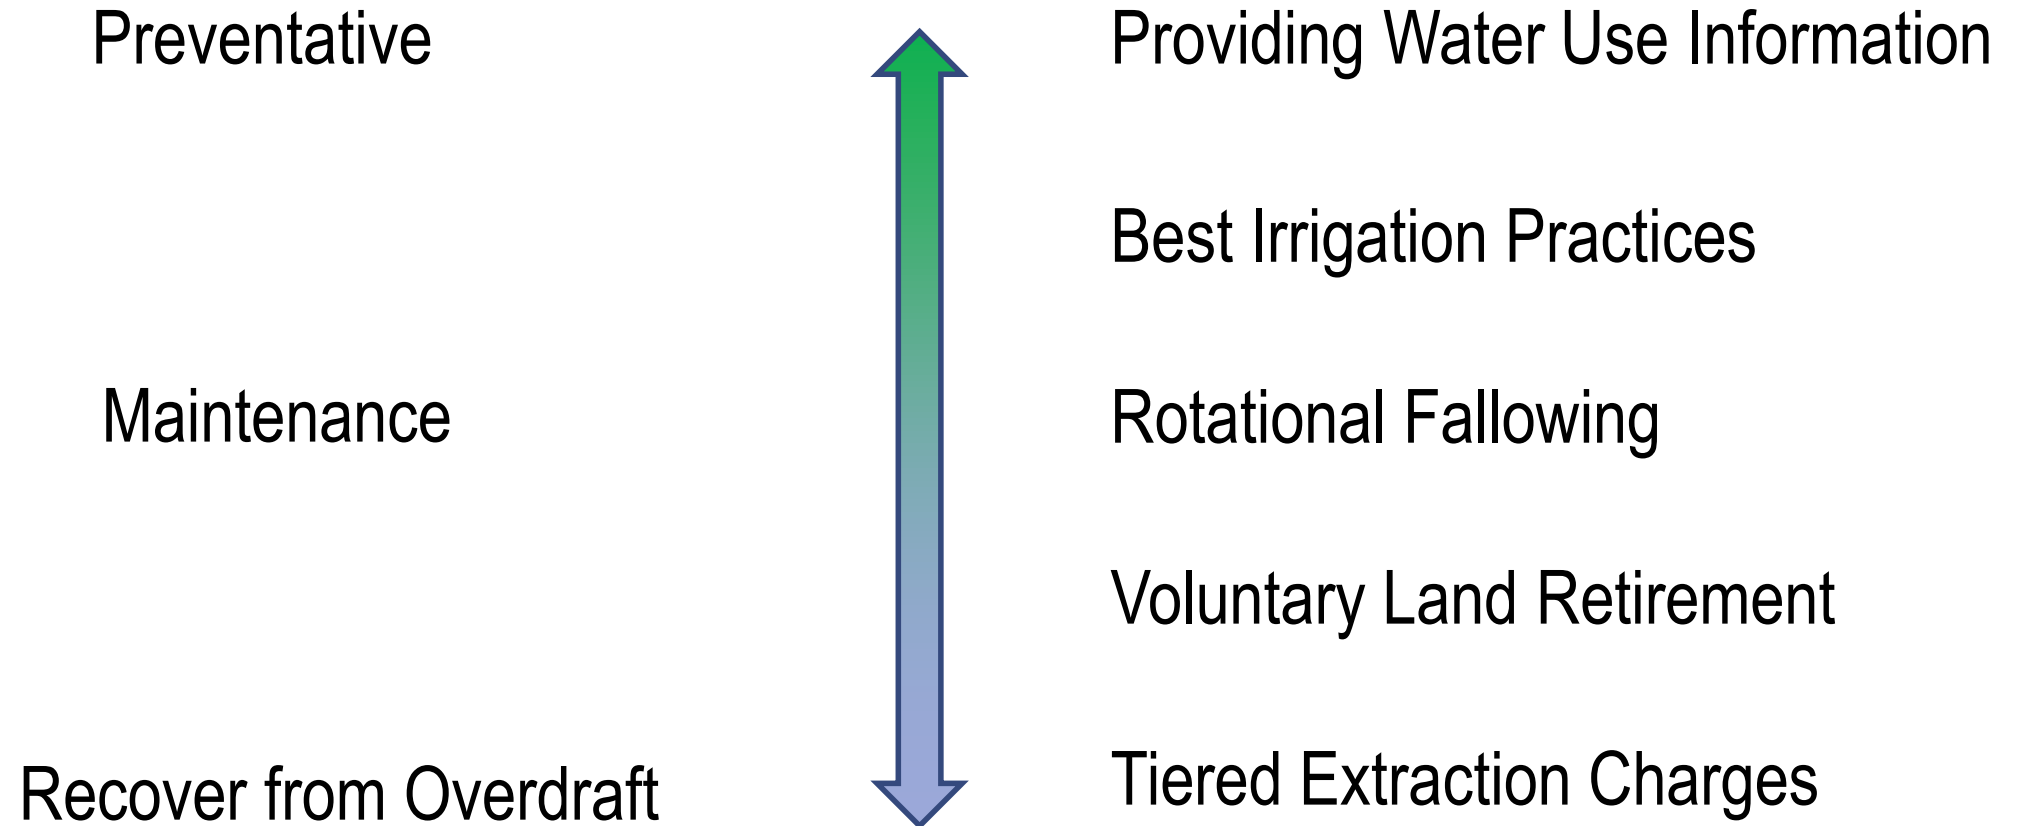 Preventative
Providing Water Use Information
Best Irrigation Practices
Maintenance
Rotational Fallowing
Voluntary Land Retirement
Recover from Overdraft
Tiered Extraction Charges